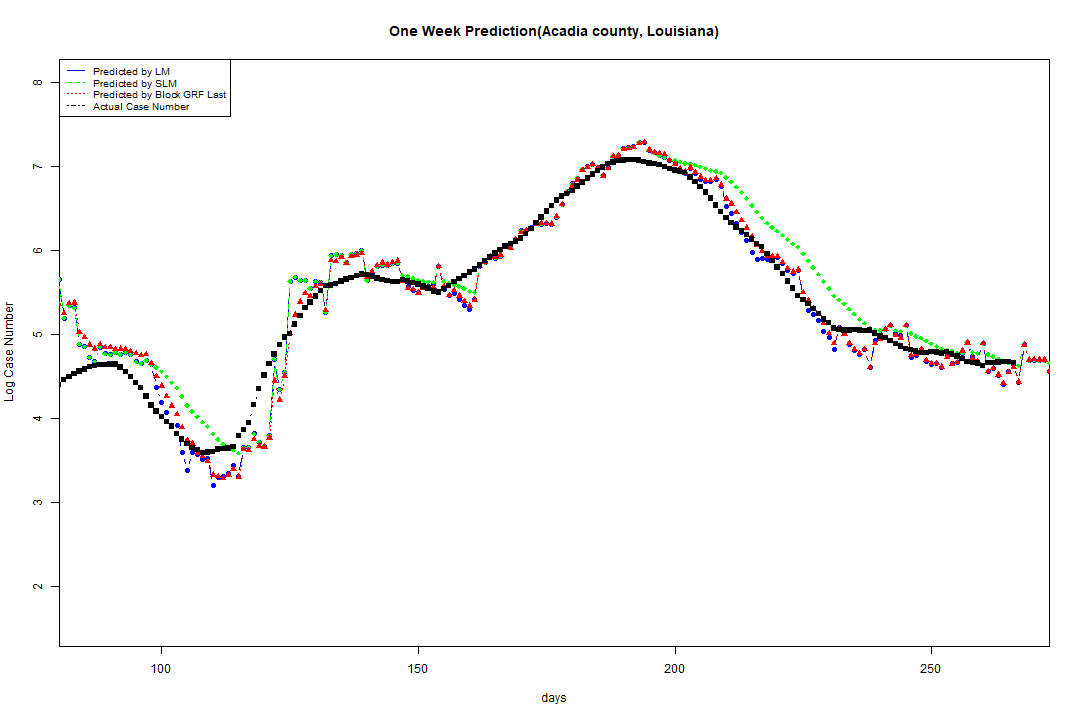 One Week Prediction(Acadia county, Louisiana)
Predicted by LM
Predicted by SLM
Predicted by Block GRF Last
Actual Case Number
8
7
6
5
4
3
2
Log Case Number
100
150
200
250
days